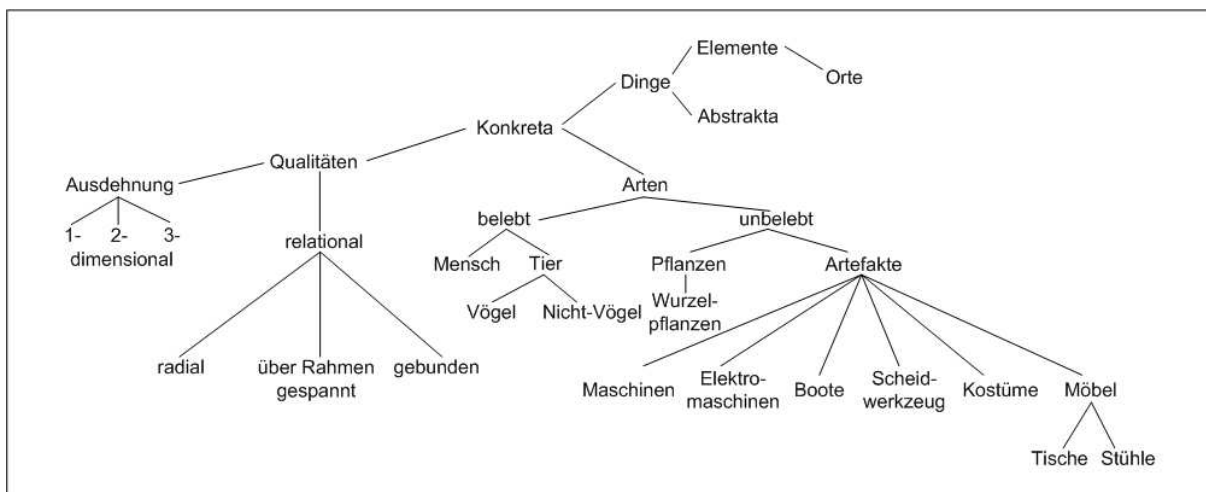 Elemente
Dinge
Orte
Abstrakta
Konkreta
Qualitäten
Ausdehnung
Arten
1- 2- 3-
dimensional
relational
belebt
unbelebt
Mensch
Tier
Pflanzen
Artefakte
Vögel
Nicht-Vögel
Wurzel-
pflanzen
radial
über Rahmen
gespannt
gebunden
Maschinen
Elektro-
maschinen
Boote
Scheid-
werkzeug
Kostüme
Möbel
Tische
Stühle